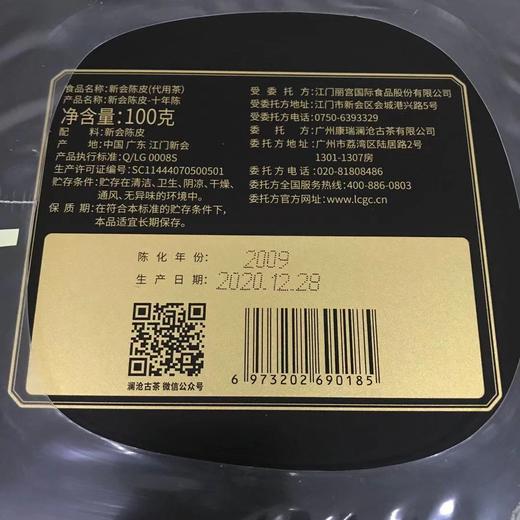 食品名称:新会陈皮(代用茶)
产品名称:新会陈皮-十年陈
净含量:100克
配 料:新会陈皮
产 地:中国 广东 江门新会
产品执行标准:Q/LG 0008S
生产许可证编号:SC11444070500501
贮存条件:贮存在清洁、卫生、阴凉、干燥、
通风、无异味的环境中。
保 质 期:在符合本标准的贮存条件下,
本品适宜长期保存。
受 委 托 方:江门丽宫国际食品股份有限公司
受委托方地址:江门市新会区会城港兴路5号
受委托方电话:0750-6393329
委 托 方:广州康瑞澜沧古茶有限公司
委托方地址:广州市荔湾区陆居路2号
1301-1307房
委托方电话:020-81808486
委托方全国服务热线:400-886-0803
委托方官方网址:www.lcgc.cn
陈 化 年 份: 2009
生 产 日 期: 2020.12.28
澜沧古茶 微信公众号
6 973202 690185